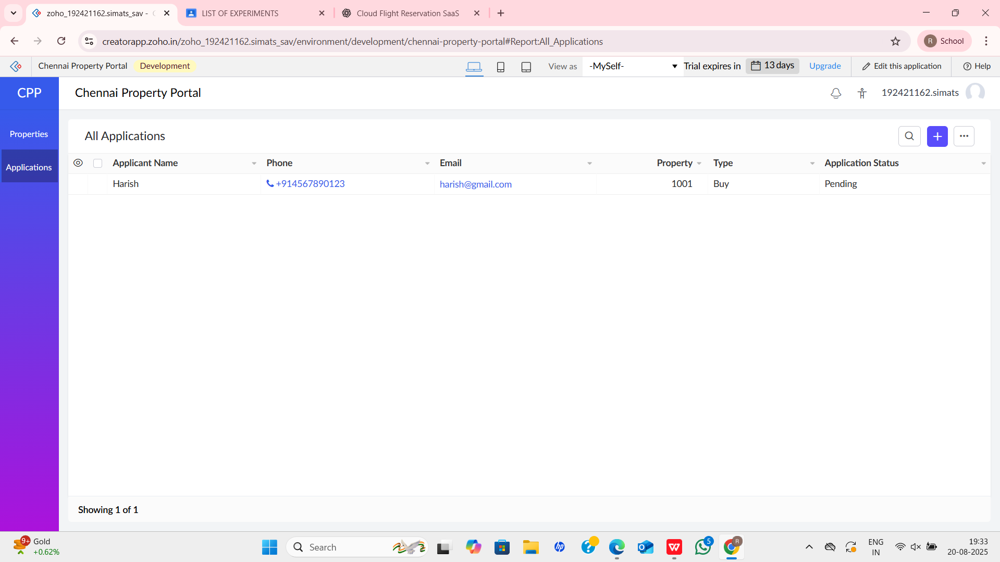 zoho_192421162.simats_sav -
LIST OF EXPERIMENTS
Cloud Flight Reservation SaaS
creatorapp.zoho.in/zoho_192421162.simats_sav/environment/development/chennai-property-portal#Report:All_Applications
R School
Chennai Property Portal Development View as -MySelf- Trial expires in 13 days Upgrade Edit this application Help
CPP Chennai Property Portal 192421162.simats
Properties
Applications
All Applications
Applicant Name Phone Email Property Type Application Status
Harish +914567890123 harish@gmail.com 1001 Buy Pending
Showing 1 of 1
9+ Gold
+0.62%
Search
hp
5
R
ENG
IN
19:33
20-08-2025